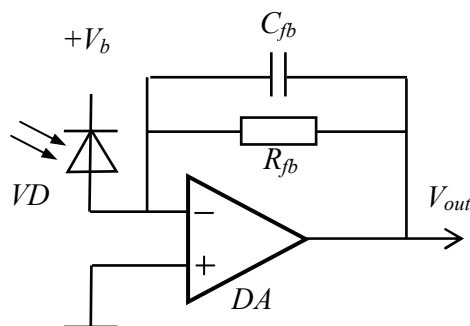 C_fb
+V_b
R_fb
VD
V_out
−
+
DA